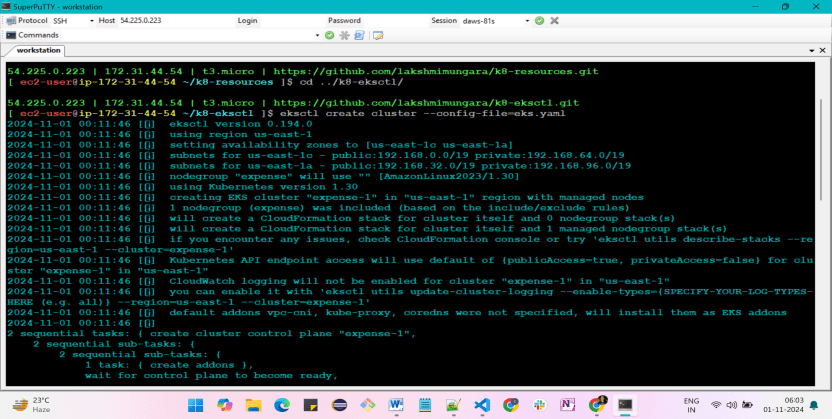 SuperPuTTY - workstation
Protocol SSH Host 54.225.0.223 Login Password Session daws-81s
Commands
workstation
54.225.0.223 | 172.31.44.54 | t3.micro | https://github.com/lakshmimungara/k8-resources.git
[ ec2-user@ip-172-31-44-54 ~/k8-resources ]$ cd ../k8-eksctl/
54.225.0.223 | 172.31.44.54 | t3.micro | https://github.com/lakshmimungara/k8-eksctl.git
[ ec2-user@ip-172-31-44-54 ~/k8-eksctl ]$ eksctl create cluster --config-file=eks.yaml
2024-11-01 00:11:46 [ℹ]  eksctl version 0.194.0
2024-11-01 00:11:46 [ℹ]  using region us-east-1
2024-11-01 00:11:46 [ℹ]  setting availability zones to [us-east-1c us-east-1a]
2024-11-01 00:11:46 [ℹ]  subnets for us-east-1c - public:192.168.0.0/19 private:192.168.64.0/19
2024-11-01 00:11:46 [ℹ]  subnets for us-east-1a - public:192.168.32.0/19 private:192.168.96.0/19
2024-11-01 00:11:46 [ℹ]  nodegroup "expense" will use "" [AmazonLinux2023/1.30]
2024-11-01 00:11:46 [ℹ]  using Kubernetes version 1.30
2024-11-01 00:11:46 [ℹ]  creating EKS cluster "expense-1" in "us-east-1" region with managed nodes
2024-11-01 00:11:46 [ℹ]  1 nodegroup (expense) was included (based on the include/exclude rules)
2024-11-01 00:11:46 [ℹ]  will create a CloudFormation stack for cluster itself and 0 nodegroup stack(s)
2024-11-01 00:11:46 [ℹ]  will create a CloudFormation stack for cluster itself and 1 managed nodegroup stack(s)
2024-11-01 00:11:46 [ℹ]  if you encounter any issues, check CloudFormation console or try 'eksctl utils describe-stacks --re
gion=us-east-1 --cluster=expense-1'
2024-11-01 00:11:46 [ℹ]  Kubernetes API endpoint access will use default of {publicAccess=true, privateAccess=false} for clu
ster "expense-1" in "us-east-1"
2024-11-01 00:11:46 [ℹ]  CloudWatch logging will not be enabled for cluster "expense-1" in "us-east-1"
2024-11-01 00:11:46 [ℹ]  you can enable it with 'eksctl utils update-cluster-logging --enable-types={SPECIFY-YOUR-LOG-TYPES-
HERE (e.g. all)} --region=us-east-1 --cluster=expense-1'
2024-11-01 00:11:46 [ℹ]  default addons vpc-cni, kube-proxy, coredns were not specified, will install them as EKS addons
2024-11-01 00:11:46 [ℹ]
2 sequential tasks: { create cluster control plane "expense-1",
2 sequential sub-tasks: {
2 sequential sub-tasks: {
1 task: { create addons },
wait for control plane to become ready,
23°C
Haze
ENG
IN
06:03
01-11-2024